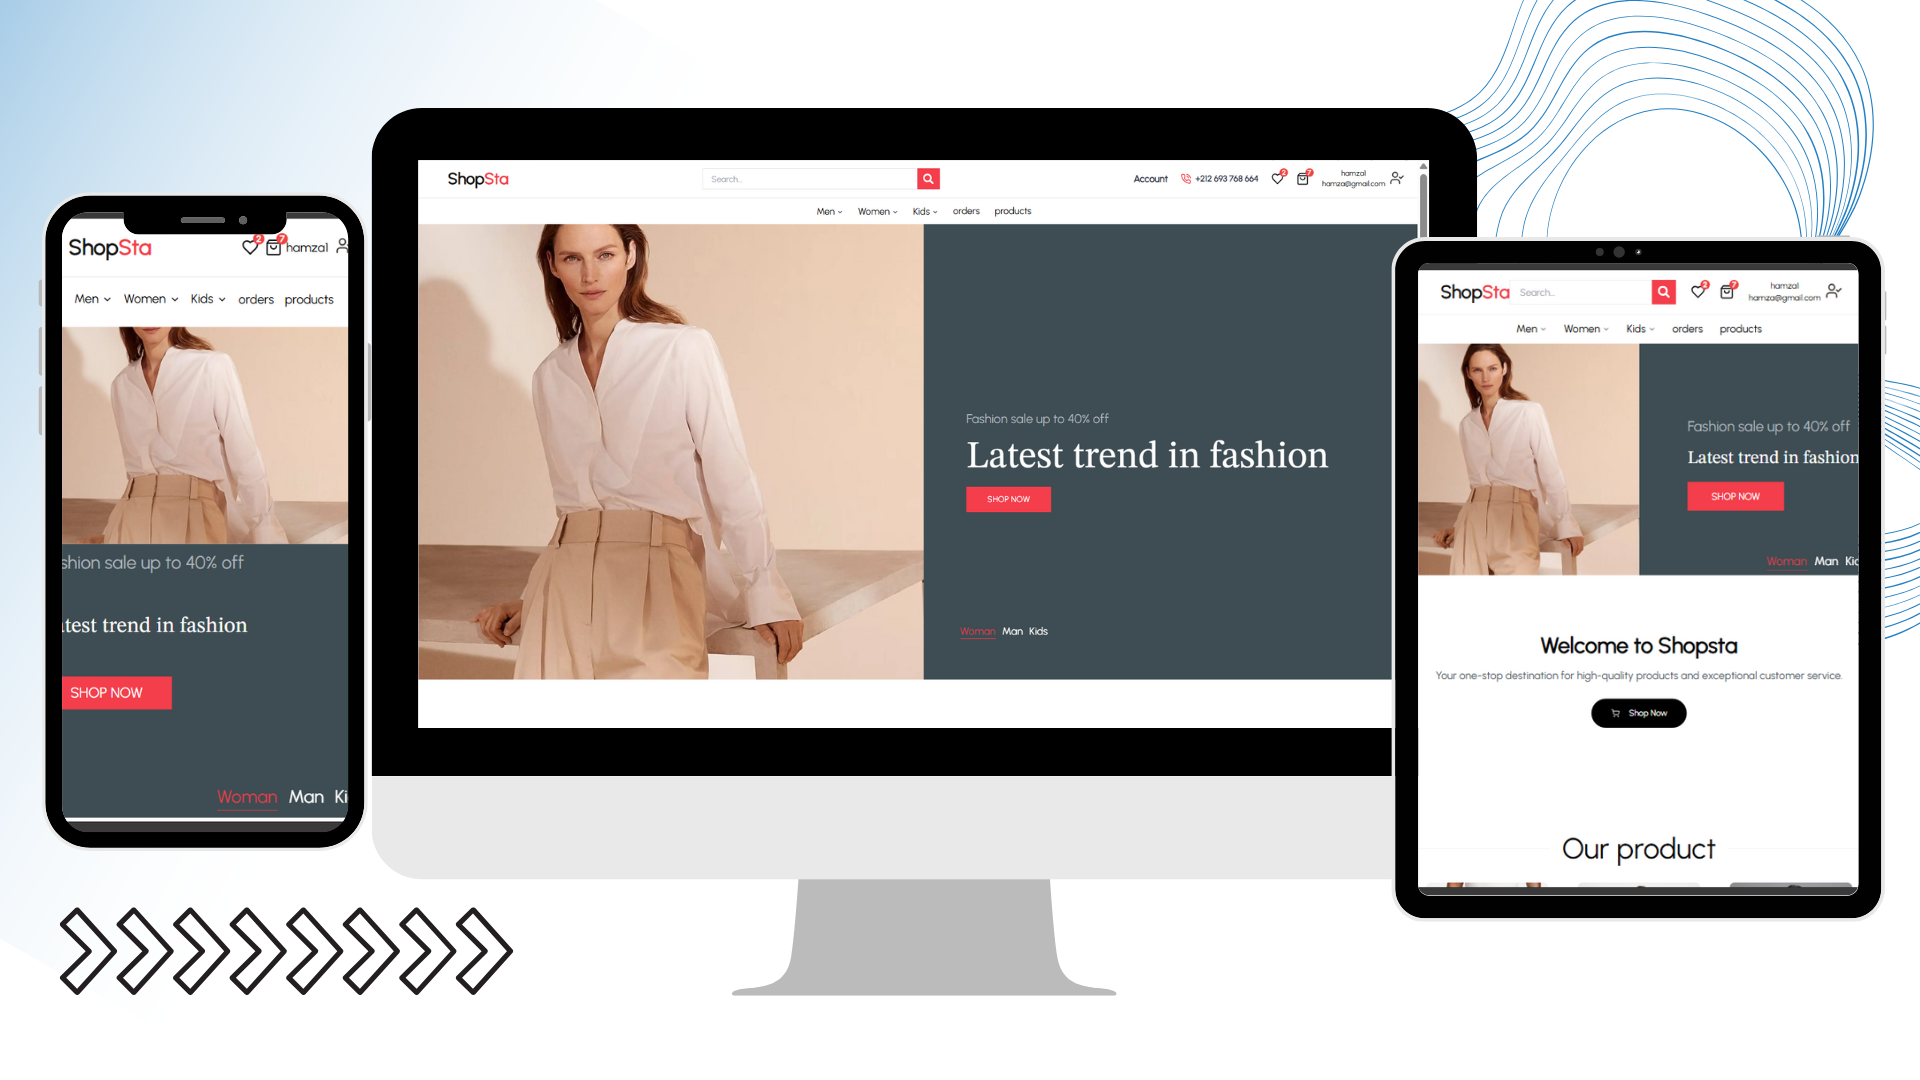 ShopSta
2
7
hamza1
Men
Women
Kids
orders
products
shion sale up to 40% off
test trend in fashion
SHOP NOW
Woman Man Ki
ShopSta
Search..
Account
+212 693 768 664
2
7
hamza1
hamza@gmail.com
Men
Women
Kids
orders
products
Fashion sale up to 40% off
Latest trend in fashion
SHOP NOW
Woman Man Kids
ShopSta
Search..
2
7
hamza1
hamza@gmail.com
Men
Women
Kids
orders
products
Fashion sale up to 40% off
Latest trend in fashion
SHOP NOW
Woman Man Kid
Welcome to Shopsta
Your one-stop destination for high-quality products and exceptional customer service.
Shop Now
Our product